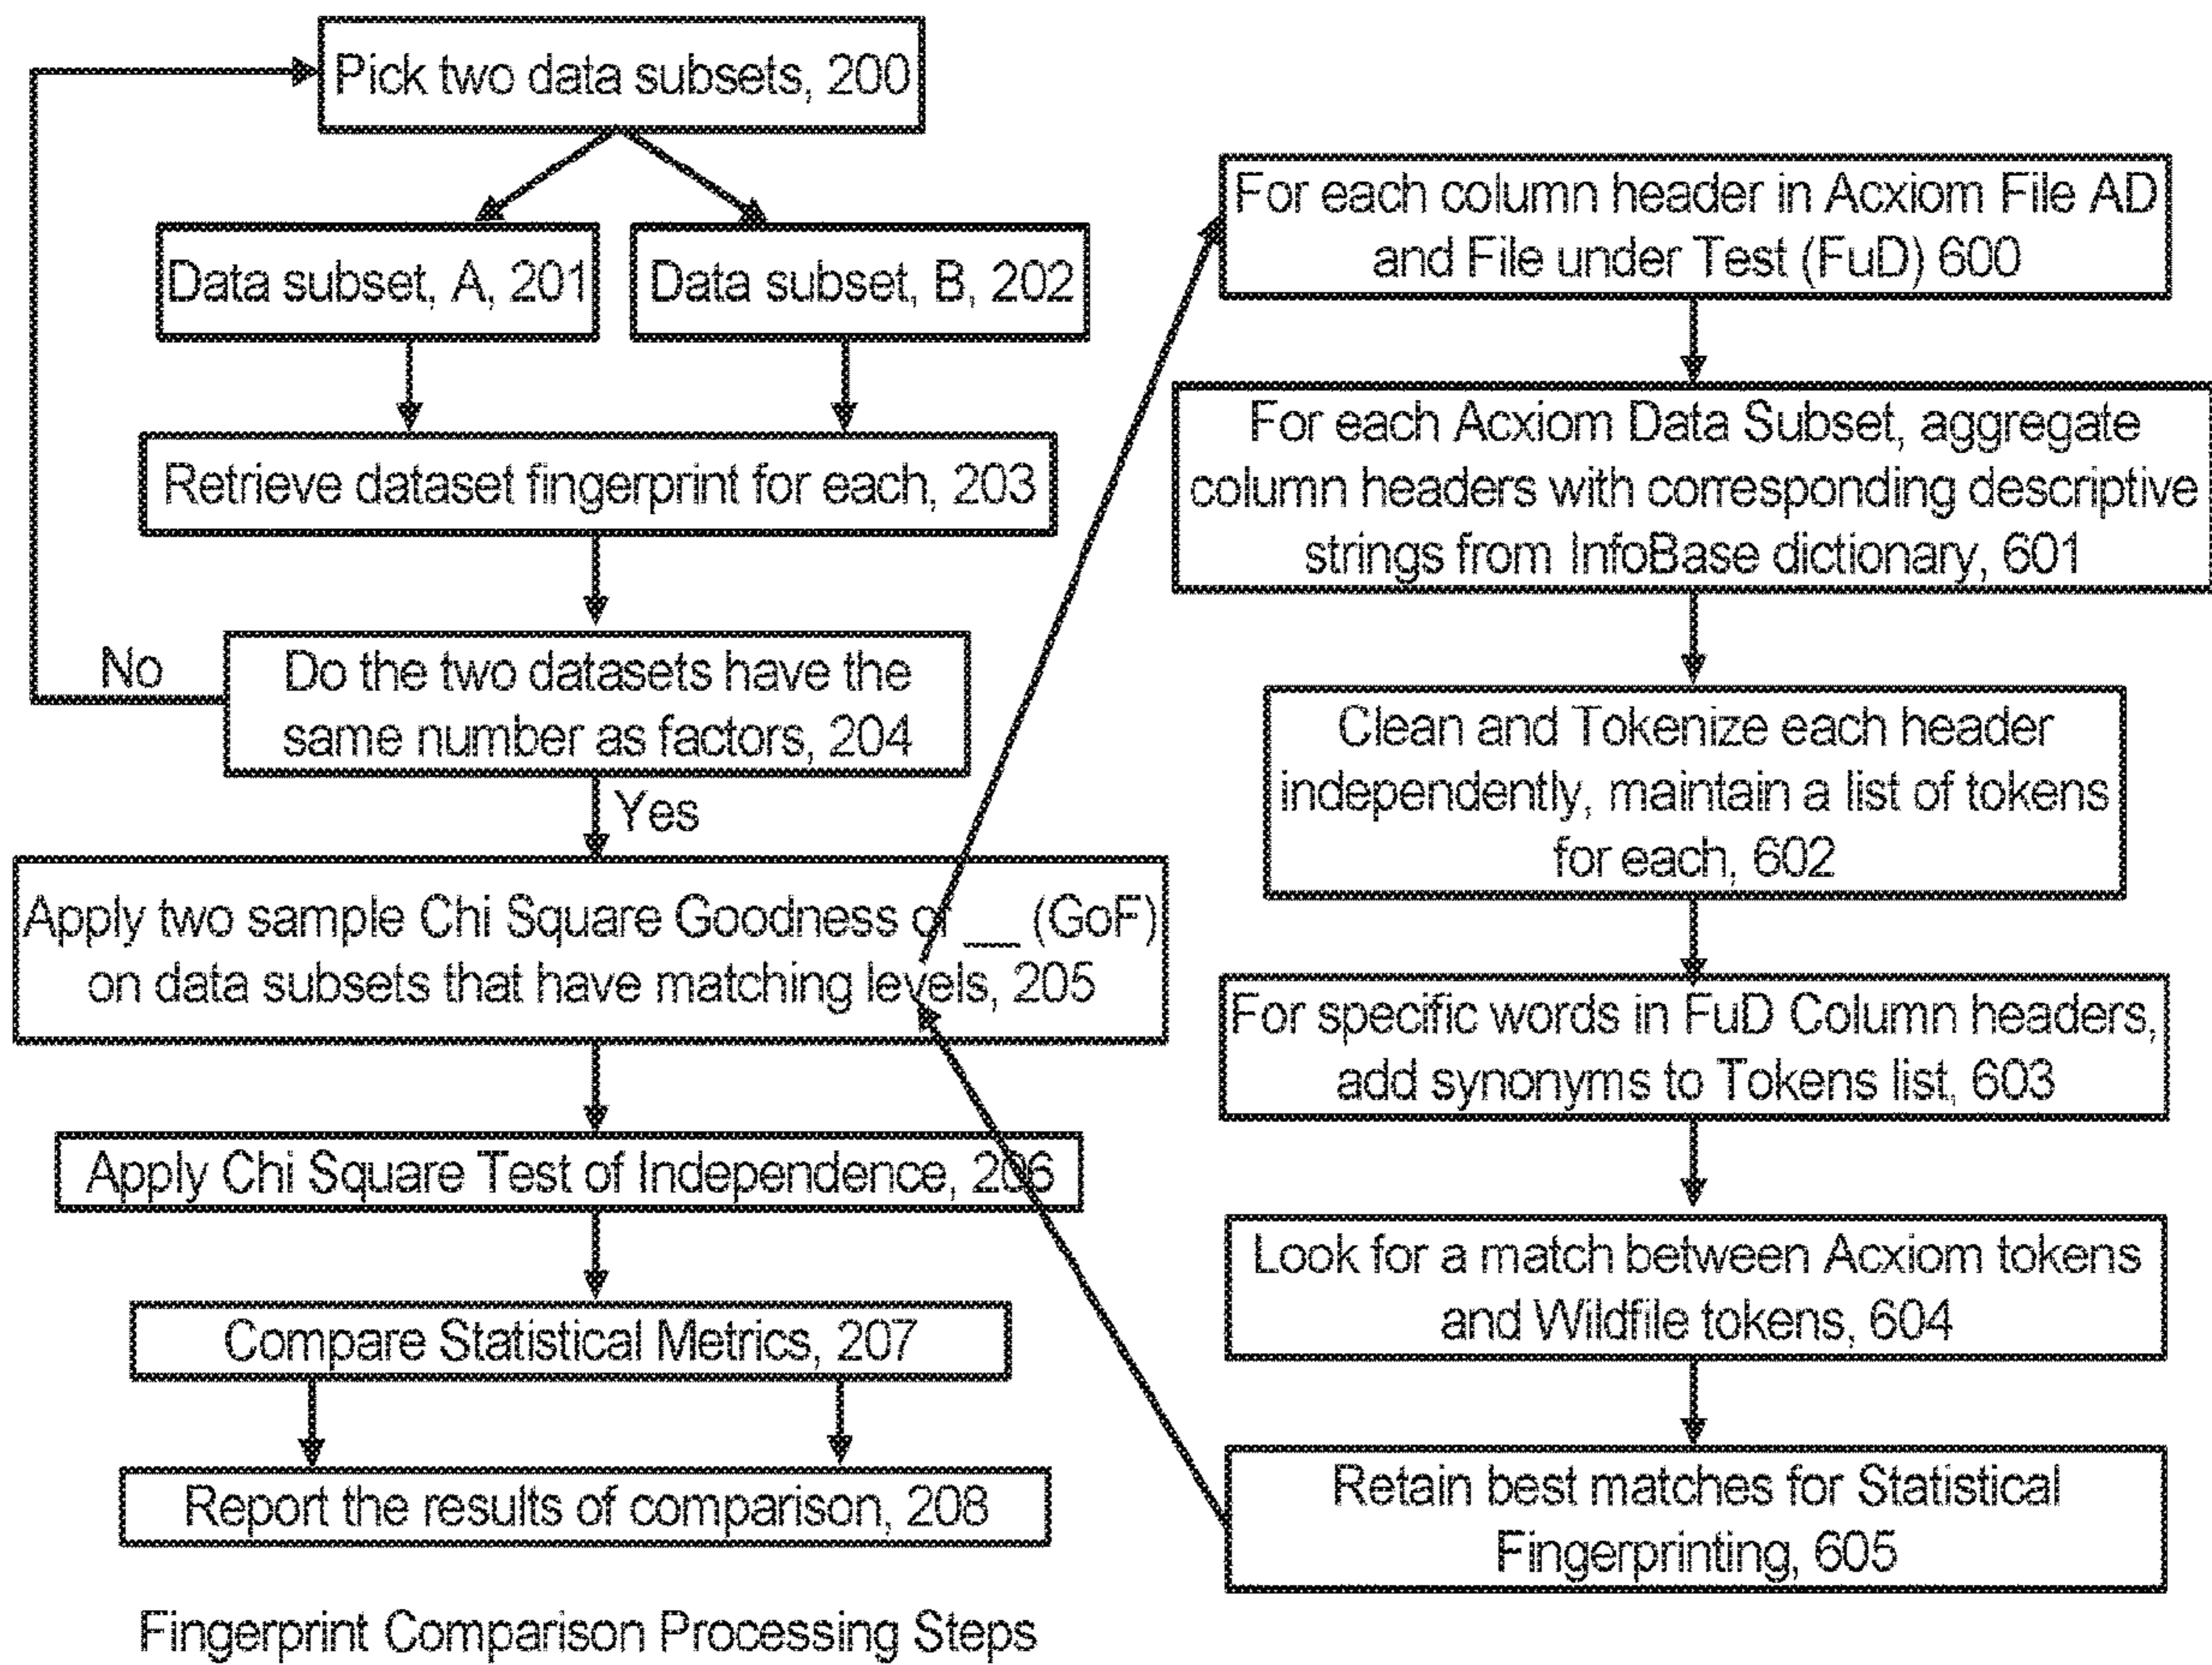 Pick two data subsets, 200
Data subset, A, 201
Data subset, B, 202
Retrieve dataset fingerprint for each, 203
No
Do the two datasets have the
same number as factors, 204
Yes
Apply two sample Chi Square Goodness of __ (GoF)
on data subsets that have matching levels, 205
Apply Chi Square Test of Independence, 206
Compare Statistical Metrics, 207
Report the results of comparison, 208
Fingerprint Comparison Processing Steps
For each column header in Acxiom File AD
and File under Test (FuD) 600
For each Acxiom Data Subset, aggregate
column headers with corresponding descriptive
strings from InfoBase dictionary, 601
Clean and Tokenize each header
independently, maintain a list of tokens
for each, 602
For specific words in FuD Column headers,
add synonyms to Tokens list, 603
Look for a match between Acxiom tokens
and Wildfile tokens, 604
Retain best matches for Statistical
Fingerprinting, 605